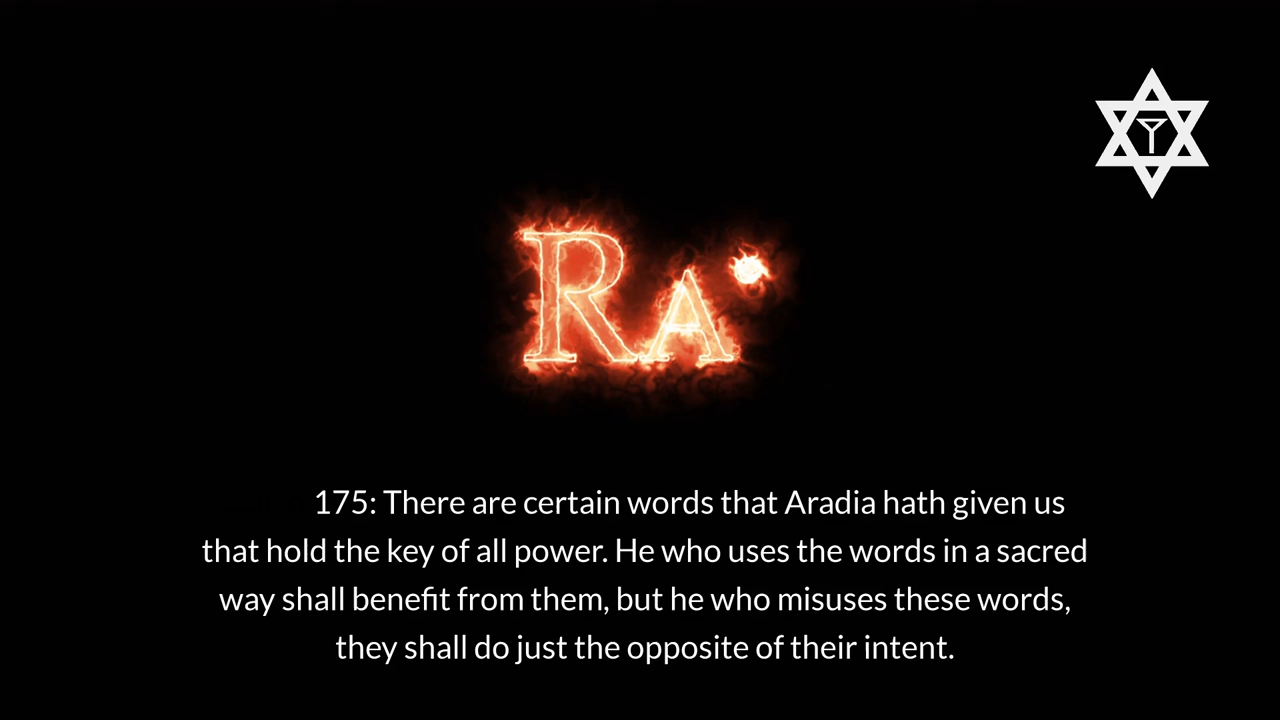 Ra
175: There are certain words that Aradia hath given us
that hold the key of all power. He who uses the words in a sacred
way shall benefit from them, but he who misuses these words,
they shall do just the opposite of their intent.